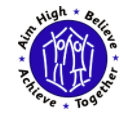 Aim High ★ Believe ★
Achieve ★ Together ★